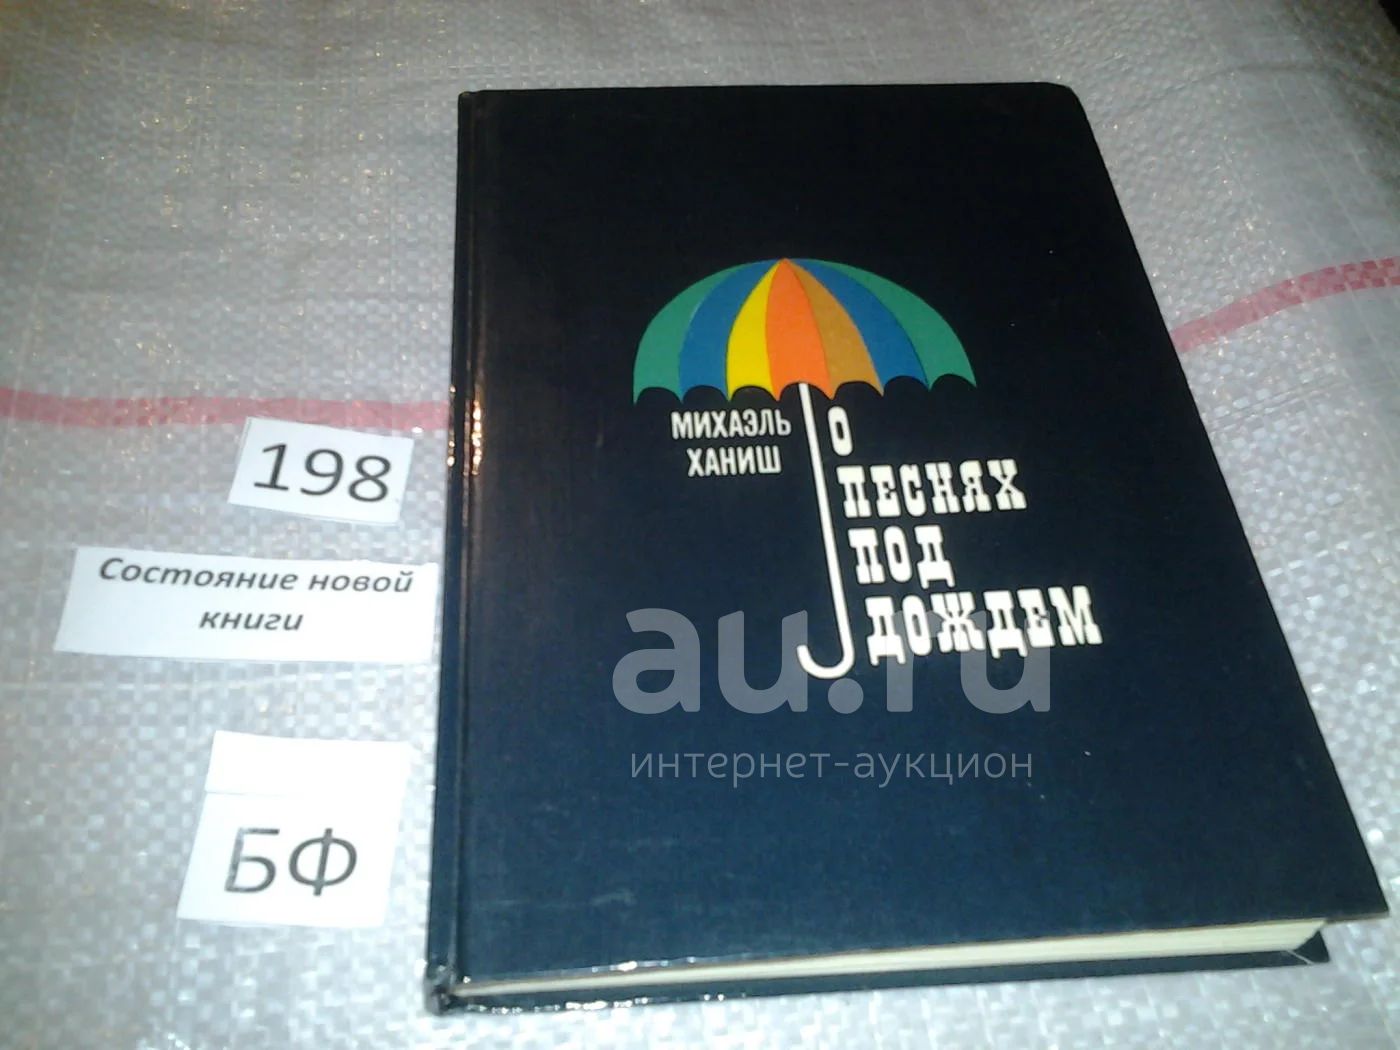 МИХАЭЛЬ
ХАНИШ
О
ПЕСНЯХ
ПОД
ДОЖДЕМ
198
Состояние новой
книги
БФ
au.ru
интернет-аукцион